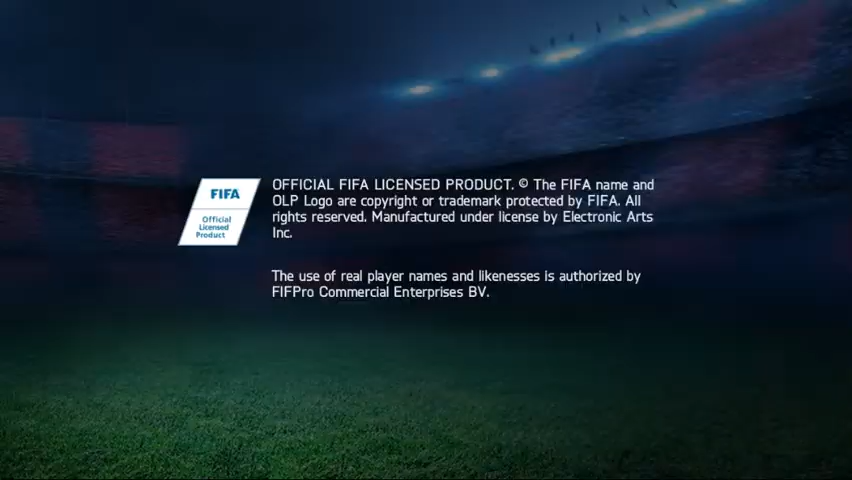 FIFA
Official
Licensed
Product
OFFICIAL FIFA LICENSED PRODUCT. © The FIFA name and
OLP Logo are copyright or trademark protected by FIFA. All
rights reserved. Manufactured under license by Electronic Arts
Inc.
The use of real player names and likenesses is authorized by
FIFPro Commercial Enterprises BV.